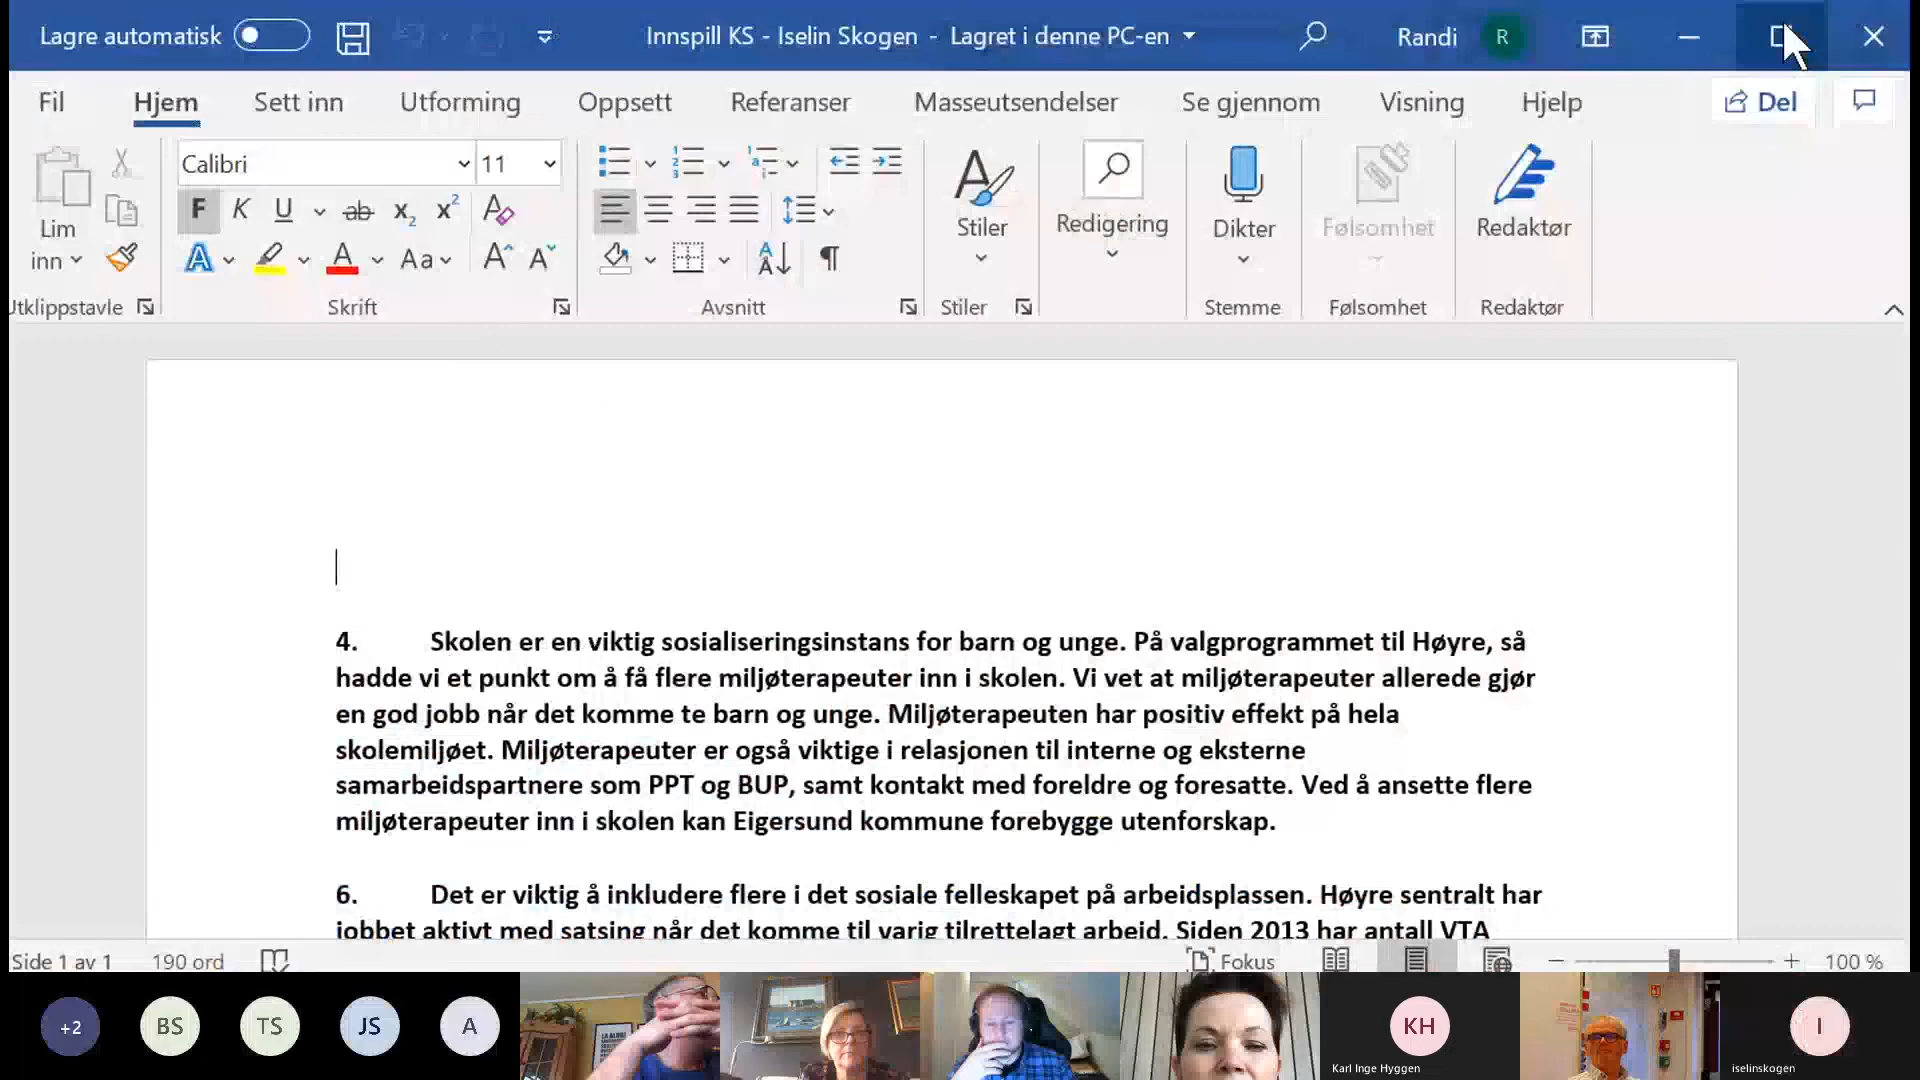 Lagre automatisk
Innspill KS - Iselin Skogen - Lagret i denne PC-en
Randi R
Fil Hjem Sett inn Utforming Oppsett Referanser Masseutsendelser Se gjennom Visning Hjelp Del
Calibri 11
Lim
inn
F K U ab x₂ x²
A A Aa A A
Stiler Redigering Dikter Følsomhet Redaktør
Utklippstavle Skrift Avsnitt Stiler Stemme Følsomhet Redaktør
4. Skolen er en viktig sosialiseringsinstans for barn og unge. På valgprogrammet til Høyre, så
hadde vi et punkt om å få flere miljøterapeuter inn i skolen. Vi vet at miljøterapeuter allerede gjør
en god jobb når det komme te barn og unge. Miljøterapeuten har positiv effekt på hela
skolemiljøet. Miljøterapeuter er også viktige i relasjonen til interne og eksterne
samarbeidspartnere som PPT og BUP, samt kontakt med foreldre og foresatte. Ved å ansette flere
miljøterapeuter inn i skolen kan Eigersund kommune forebygge utenforskap.
6. Det er viktig å inkludere flere i det sosiale felleskapet på arbeidsplassen. Høyre sentralt har
jobbet aktivt med satsing når det komme til varig tilrettelagt arbeid. Siden 2013 har antall VTA
Side 1 av 1 190 ord Fokus 100 %
+2 BS TS JS A KH I
Karl Inge Hyggen iselinskogen